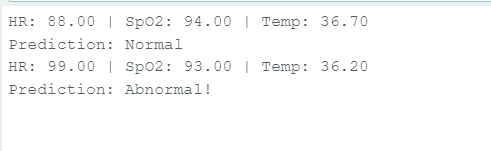 HR: 88.00 | SpO2: 94.00 | Temp: 36.70
Prediction: Normal
HR: 99.00 | SpO2: 93.00 | Temp: 36.20
Prediction: Abnormal!